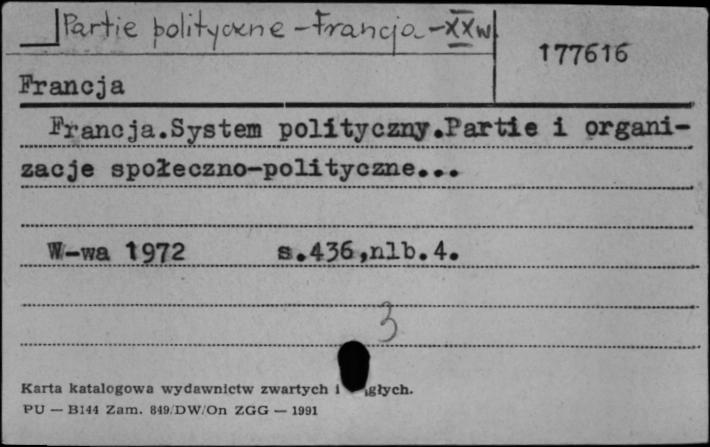 Partie polityczne - Francja - XXw
177616
Francja
Francja.System polityczny.Partie i organi-
zacje społeczno-polityczne...
W-wa 1972 s.436,nlb.4.
3
Karta katalogowa wydawnictw zwartych i głych.
PU — B144 Zam. 849/DW/On ZGG — 1991